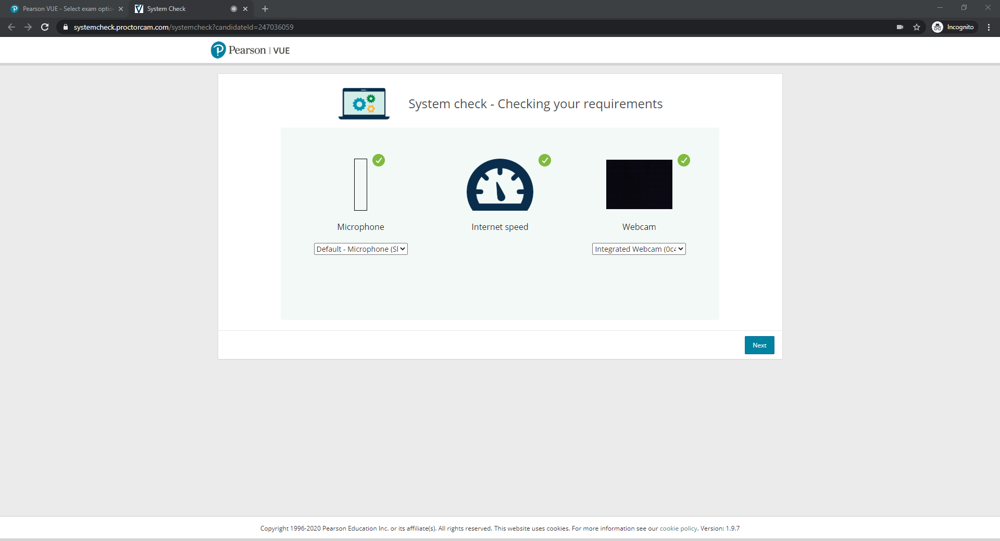 Pearson VUE - Select exam optio
System Check
systemcheck.proctorcam.com/systemcheck?candidateId=247036059
Incognito
Pearson | VUE
System check - Checking your requirements
Microphone
Internet speed
Webcam
Default - Microphone (Sl
Integrated Webcam (0c4
Next
Copyright 1996-2020 Pearson Education Inc. or its affiliate(s). All rights reserved. This website uses cookies. For more information see our cookie policy. Version: 1.9.7